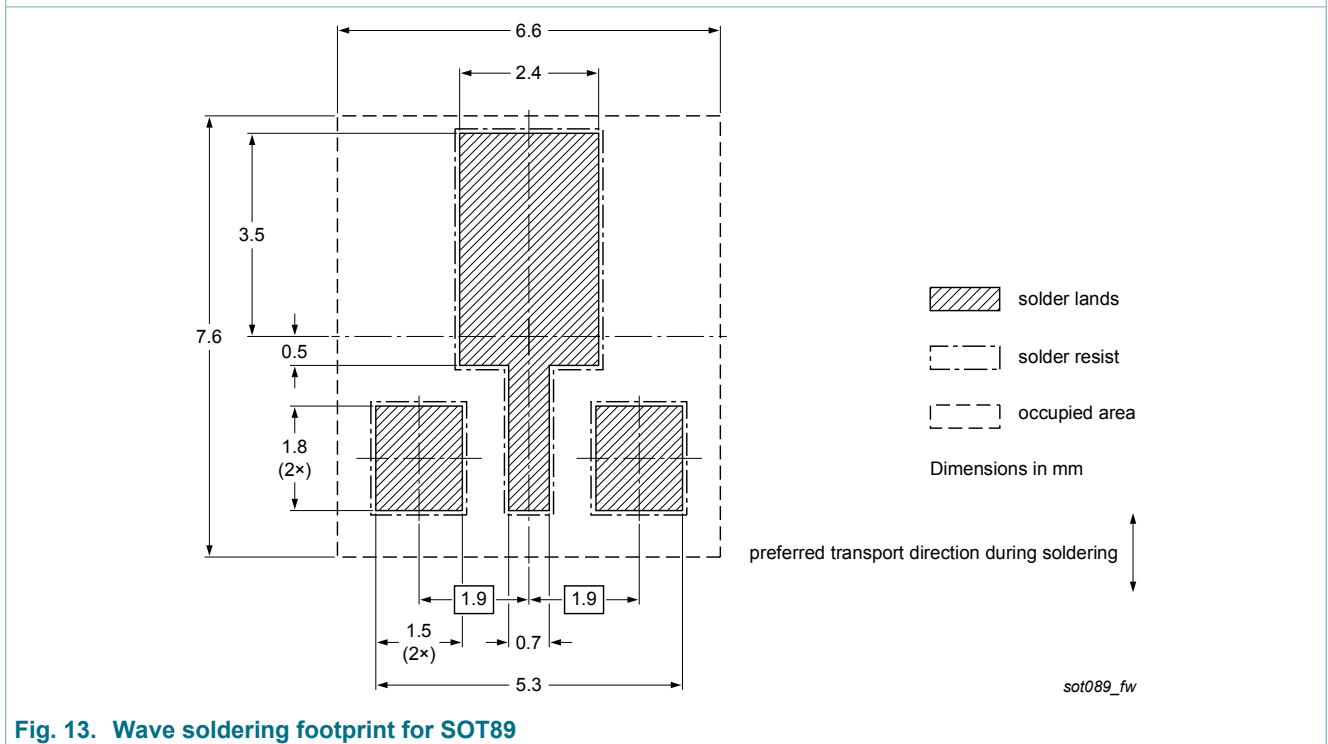 6.6
2.4
3.5
7.6
0.5
1.8
(2×)
1.9 1.9
1.5
(2×)
0.7
5.3
solder lands
solder resist
occupied area
Dimensions in mm
preferred transport direction during soldering
sot089_fw
Fig. 13. Wave soldering footprint for SOT89